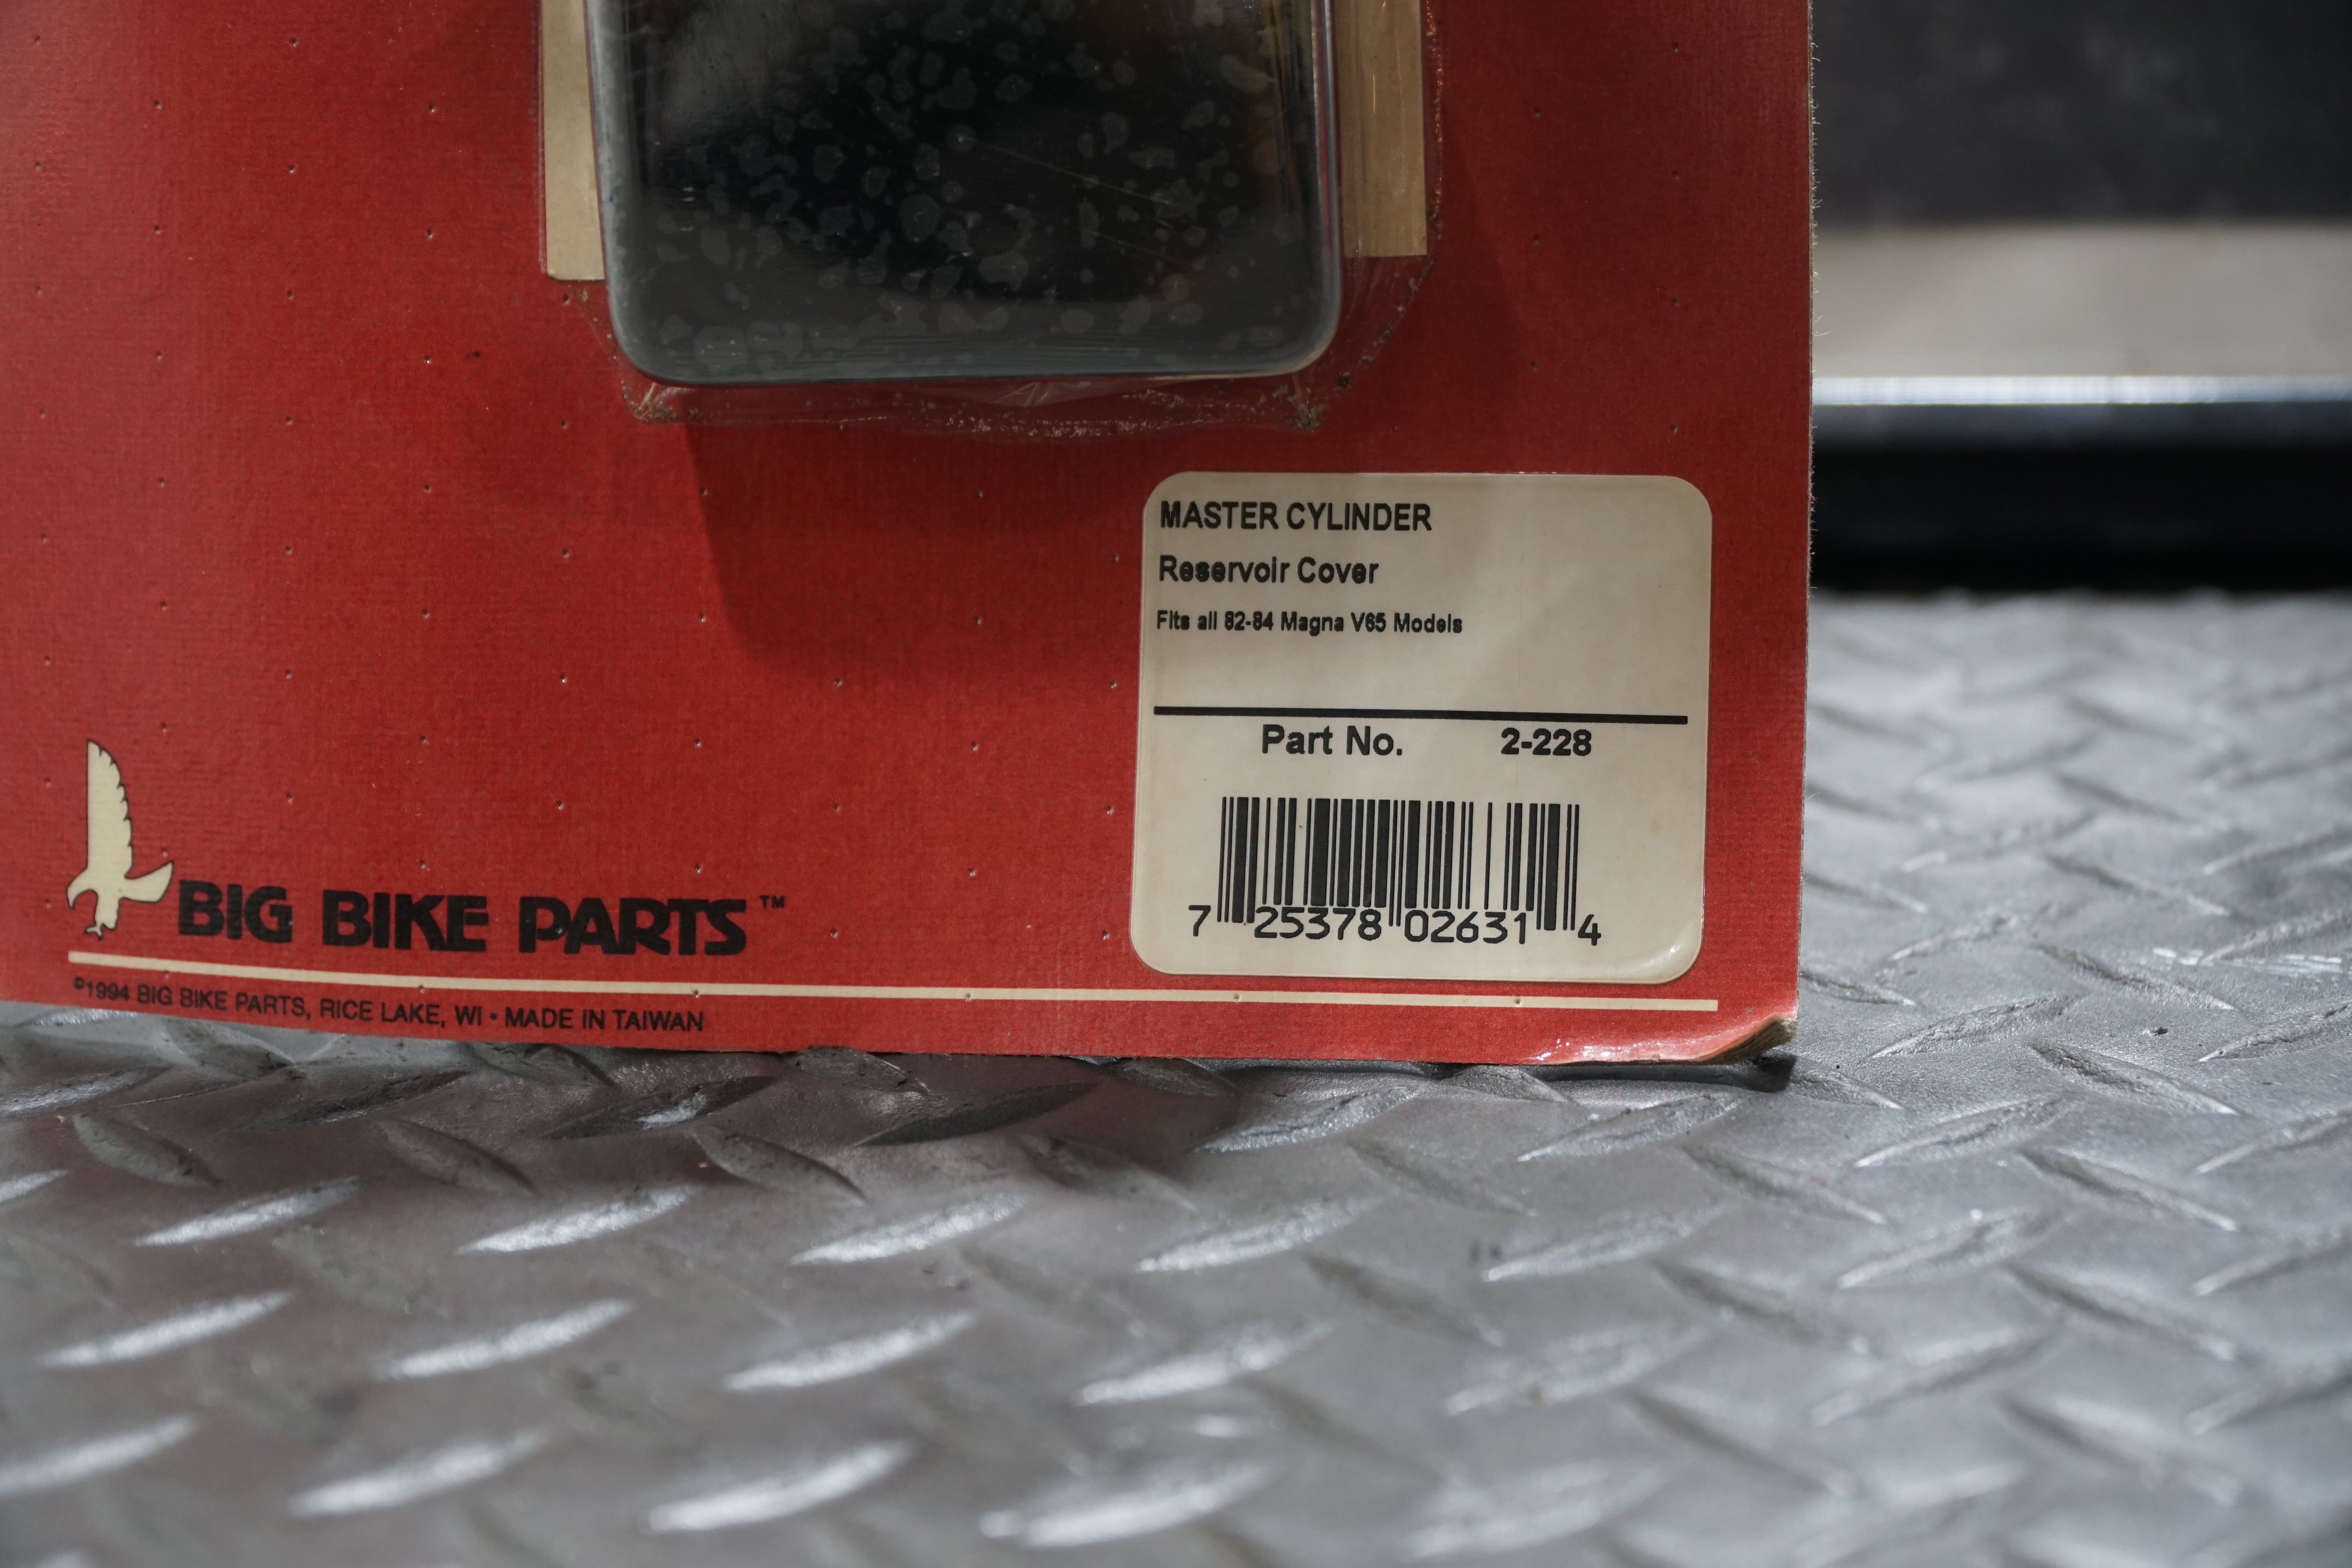 MASTER CYLINDER
Reservoir Cover
Fits all 82-84 Magna V65 Models
Part No. 2-228
7 25378 02631 4
BIG BIKE PARTS™
©1994 BIG BIKE PARTS, RICE LAKE, WI • MADE IN TAIWAN